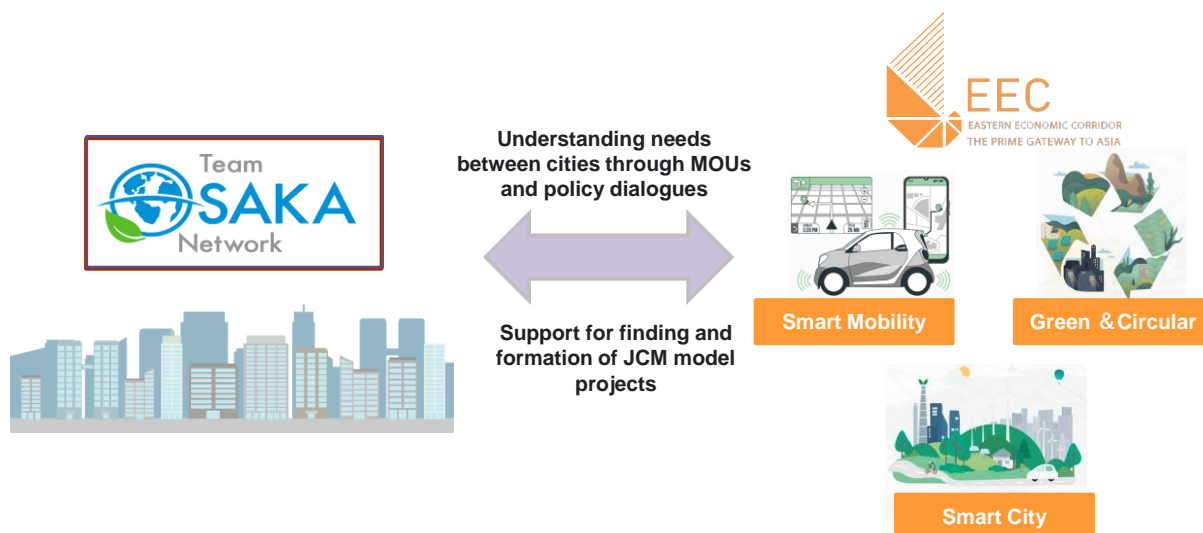 Team
OSAKA
Network
Understanding needs
between cities through MOUs
and policy dialogues
Support for finding and
formation of JCM model
projects
EEC
EASTERN ECONOMIC CORRIDOR
THE PRIME GATEWAY TO ASIA
Smart Mobility
Green ＆Circular
Smart City